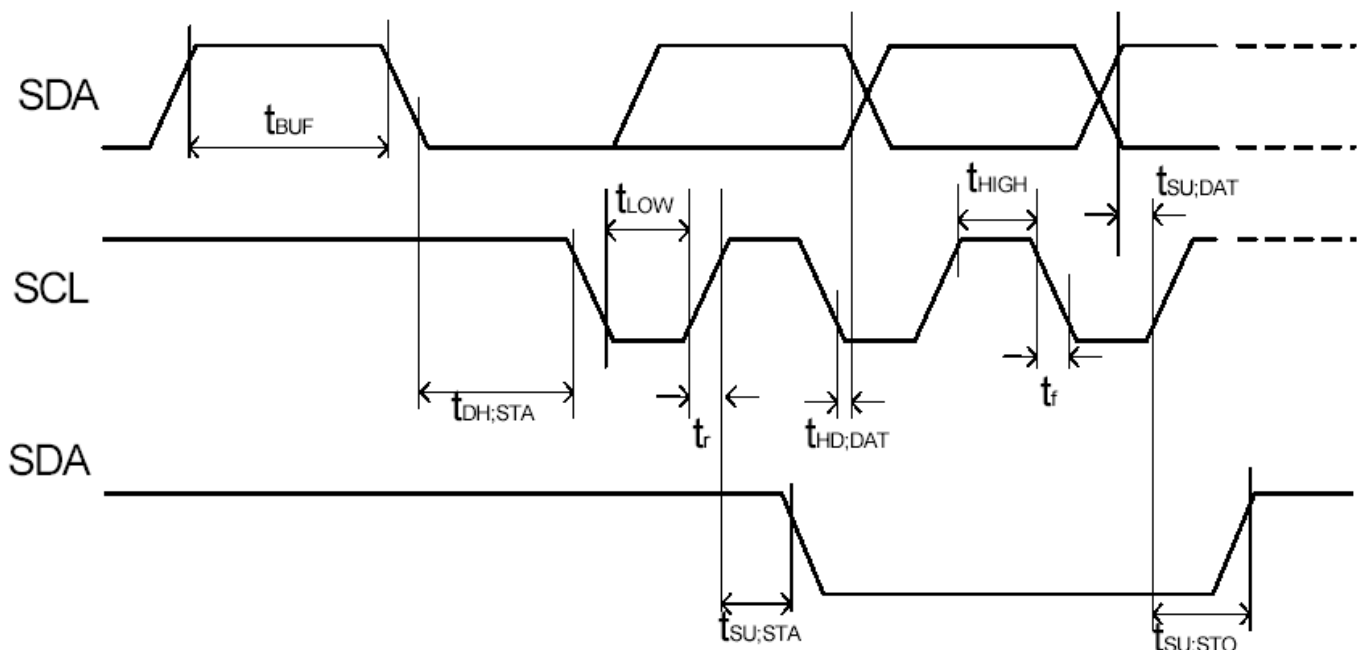 SDA
tBUF
tLOW
tHIGH
tSU;DAT
SCL
tDH;STA
tr
tHD;DAT
tf
SDA
tSU;STA
tSU;STO